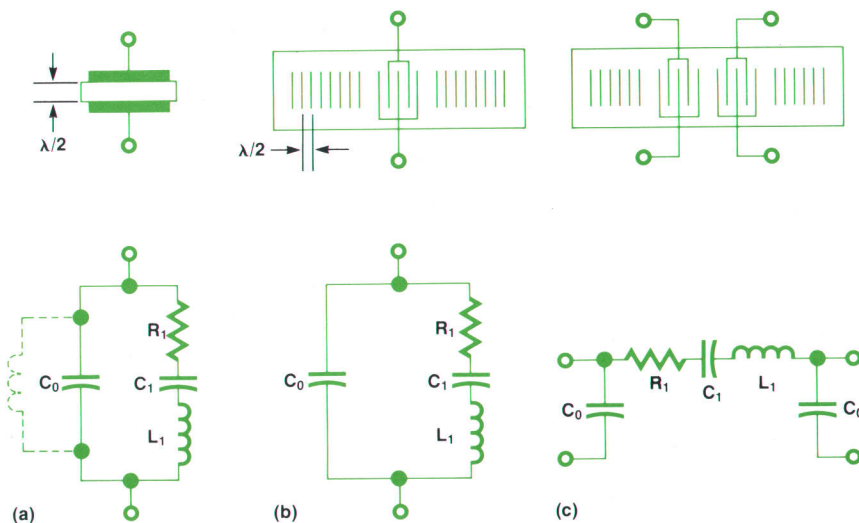 λ/2
λ/2
R₁
C₀
C₁
L₁
R₁
C₀
C₁
L₁
R₁
C₁
L₁
C₀
C₀
(a)
(b)
(c)